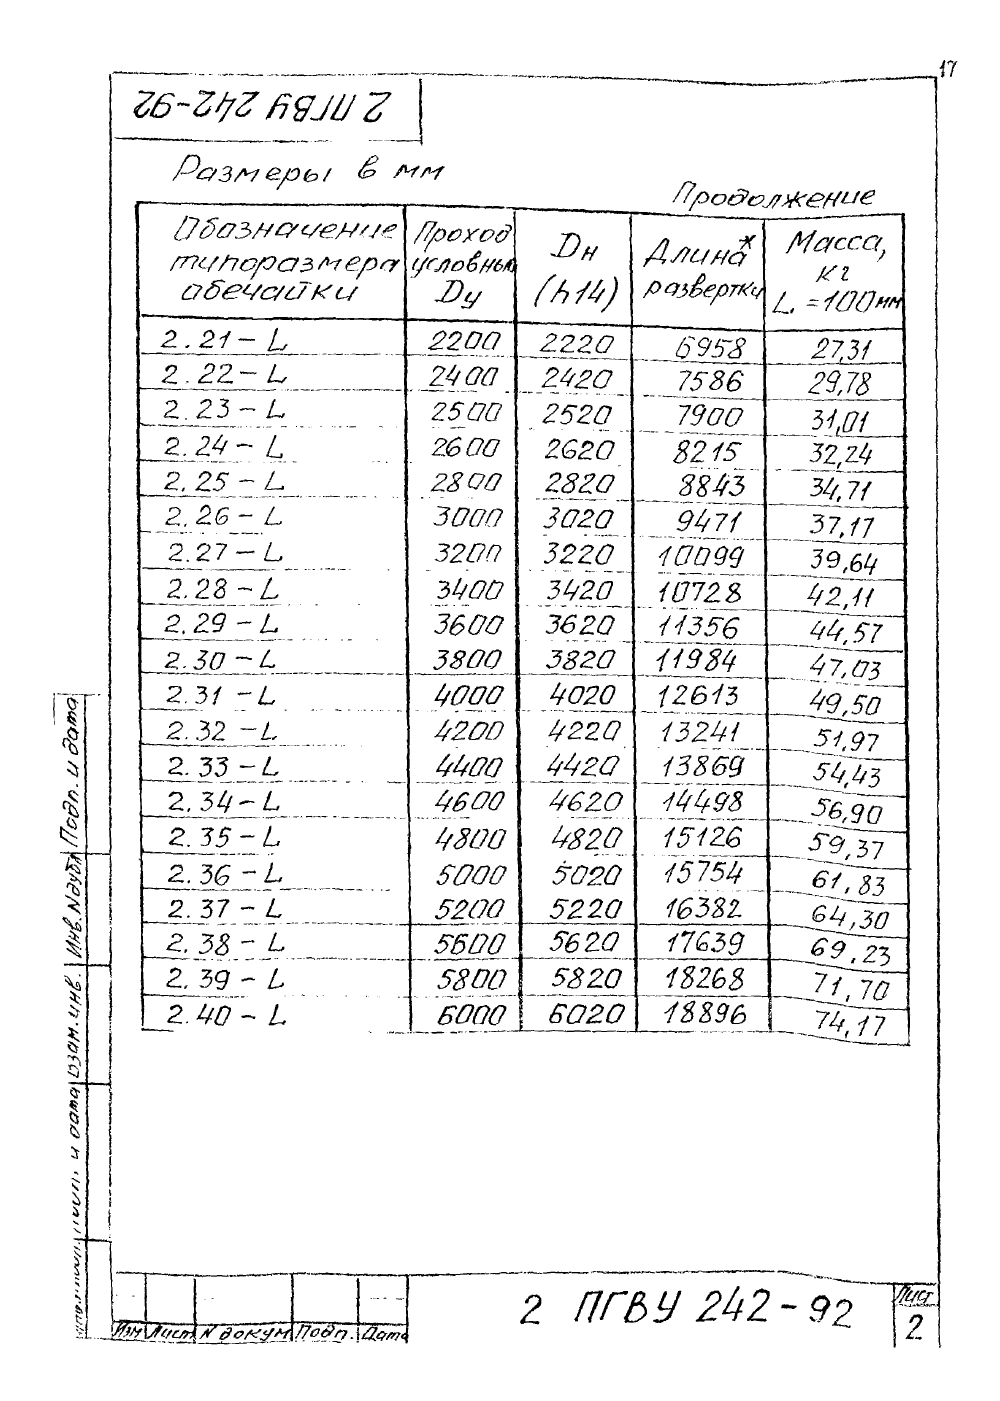 17
2 ПГВУ 242-92
Размеры в мм
Продолжение
Обозначение типоразмера обечайки | Проход условный Dу | Dн (h14) | Длина* развертки | Масса, кг L = 100 мм
2.21 - L 2200 2220 6958 27,31
2.22 - L 2400 2420 7586 29,78
2.23 - L 2500 2520 7900 31,01
2.24 - L 2600 2620 8215 32,24
2.25 - L 2800 2820 8843 34,71
2.26 - L 3000 3020 9471 37,17
2.27 - L 3200 3220 10099 39,64
2.28 - L 3400 3420 10728 42,11
2.29 - L 3600 3620 11356 44,57
2.30 - L 3800 3820 11984 47,03
2.31 - L 4000 4020 12613 49,50
2.32 - L 4200 4220 13241 51,97
2.33 - L 4400 4420 13869 54,43
2.34 - L 4600 4620 14498 56,90
2.35 - L 4800 4820 15126 59,37
2.36 - L 5000 5020 15754 61,83
2.37 - L 5200 5220 16382 64,30
2.38 - L 5600 5620 17639 69,23
2.39 - L 5800 5820 18268 71,70
2.40 - L 6000 6020 18896 74,17
Подп. и дата
Инв. N дубл
Взам. инв.
и дата
Изм Лист N докум Подп. Дата
2 ПГВУ 242-92
Лист
2